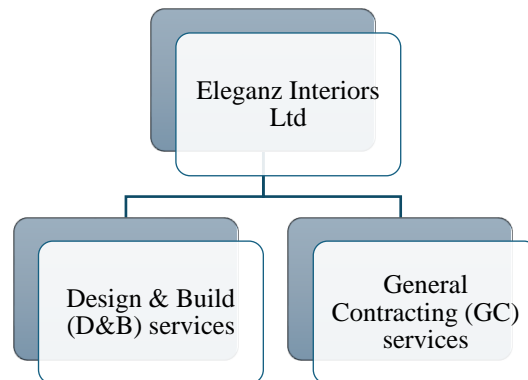 Eleganz Interiors
Ltd
Design & Build
(D&B) services
General
Contracting (GC)
services